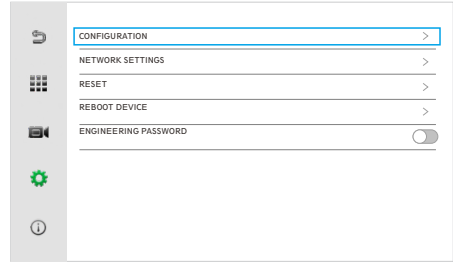 CONFIGURATION
NETWORK SETTINGS
RESET
REBOOT DEVICE
ENGINEERING PASSWORD